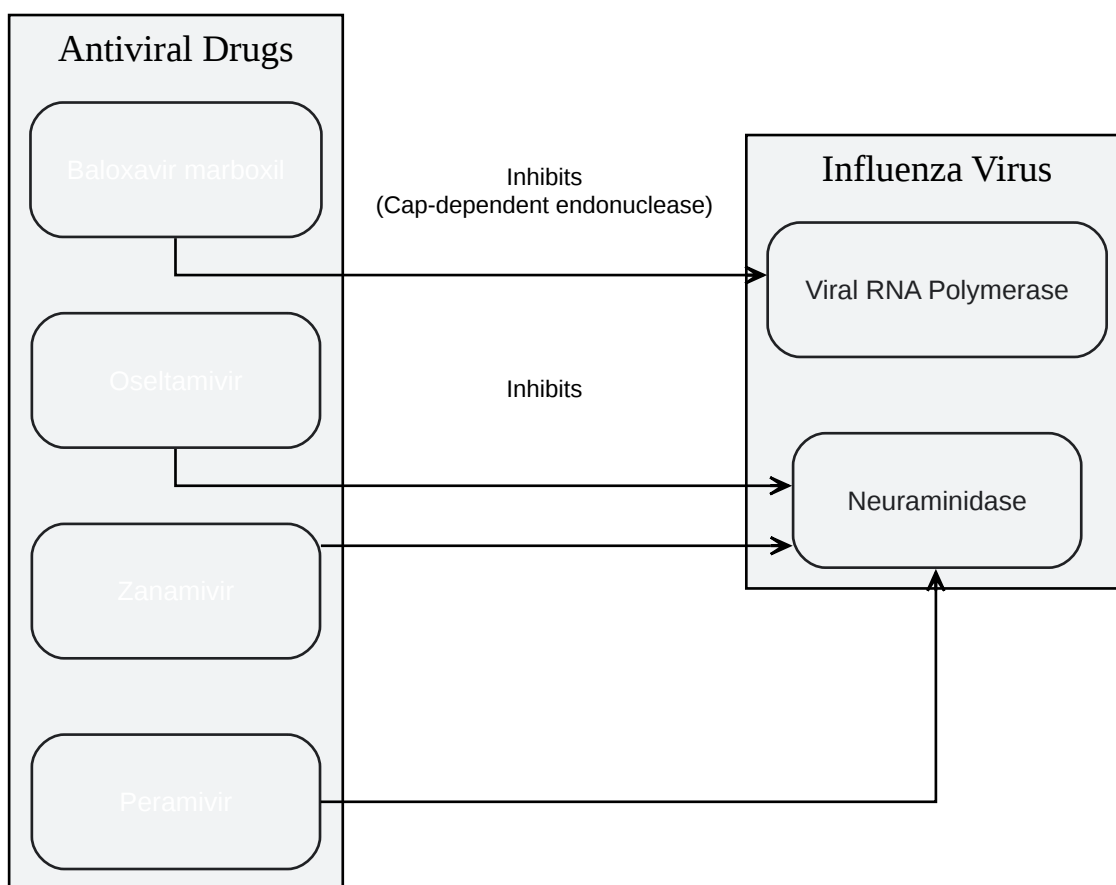 Antiviral Drugs
Baloxavir marboxil
Oseltamivir
Zanamivir
Peramivir
Inhibits
(Cap-dependent endonuclease)
Inhibits
Influenza Virus
Viral RNA Polymerase
Neuraminidase